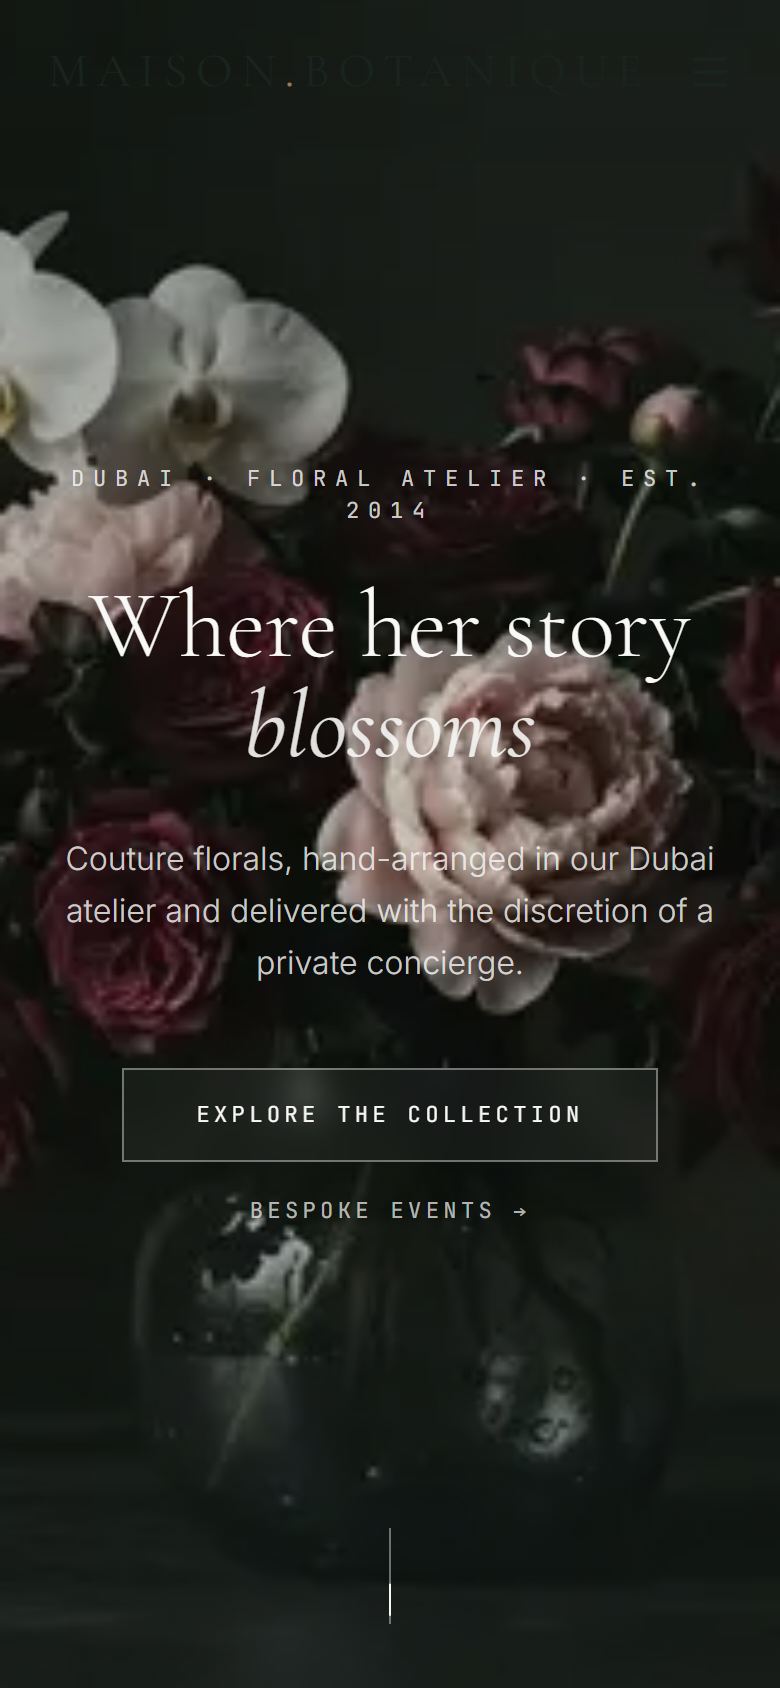 MAISON.BOTANIQUE
DUBAI · FLORAL ATELIER · EST.
2014
Where her story
blossoms
Couture florals, hand-arranged in our Dubai
atelier and delivered with the discretion of a
private concierge.
EXPLORE THE COLLECTION
BESPOKE EVENTS →